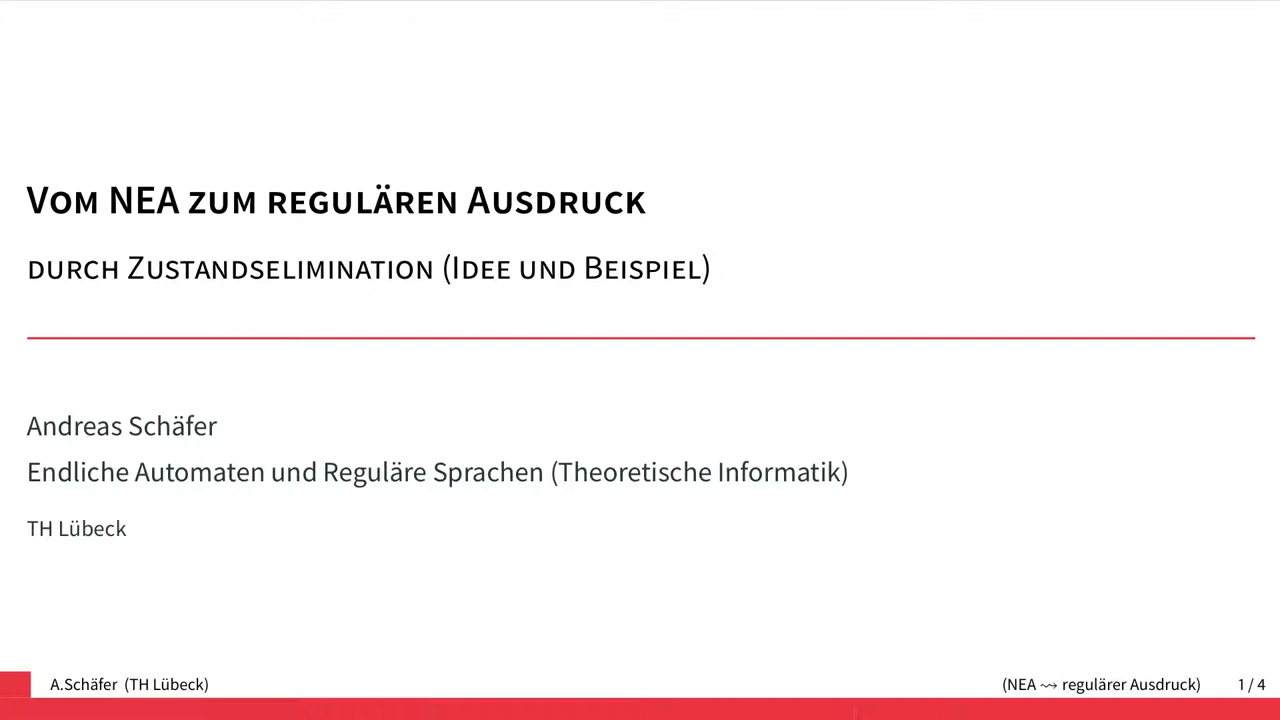 Vom NEA zum regulären Ausdruck
durch Zustandselimination (Idee und Beispiel)
Andreas Schäfer
Endliche Automaten und Reguläre Sprachen (Theoretische Informatik)
TH Lübeck
A.Schäfer (TH Lübeck)
(NEA ⇝ regulärer Ausdruck)
1 / 4